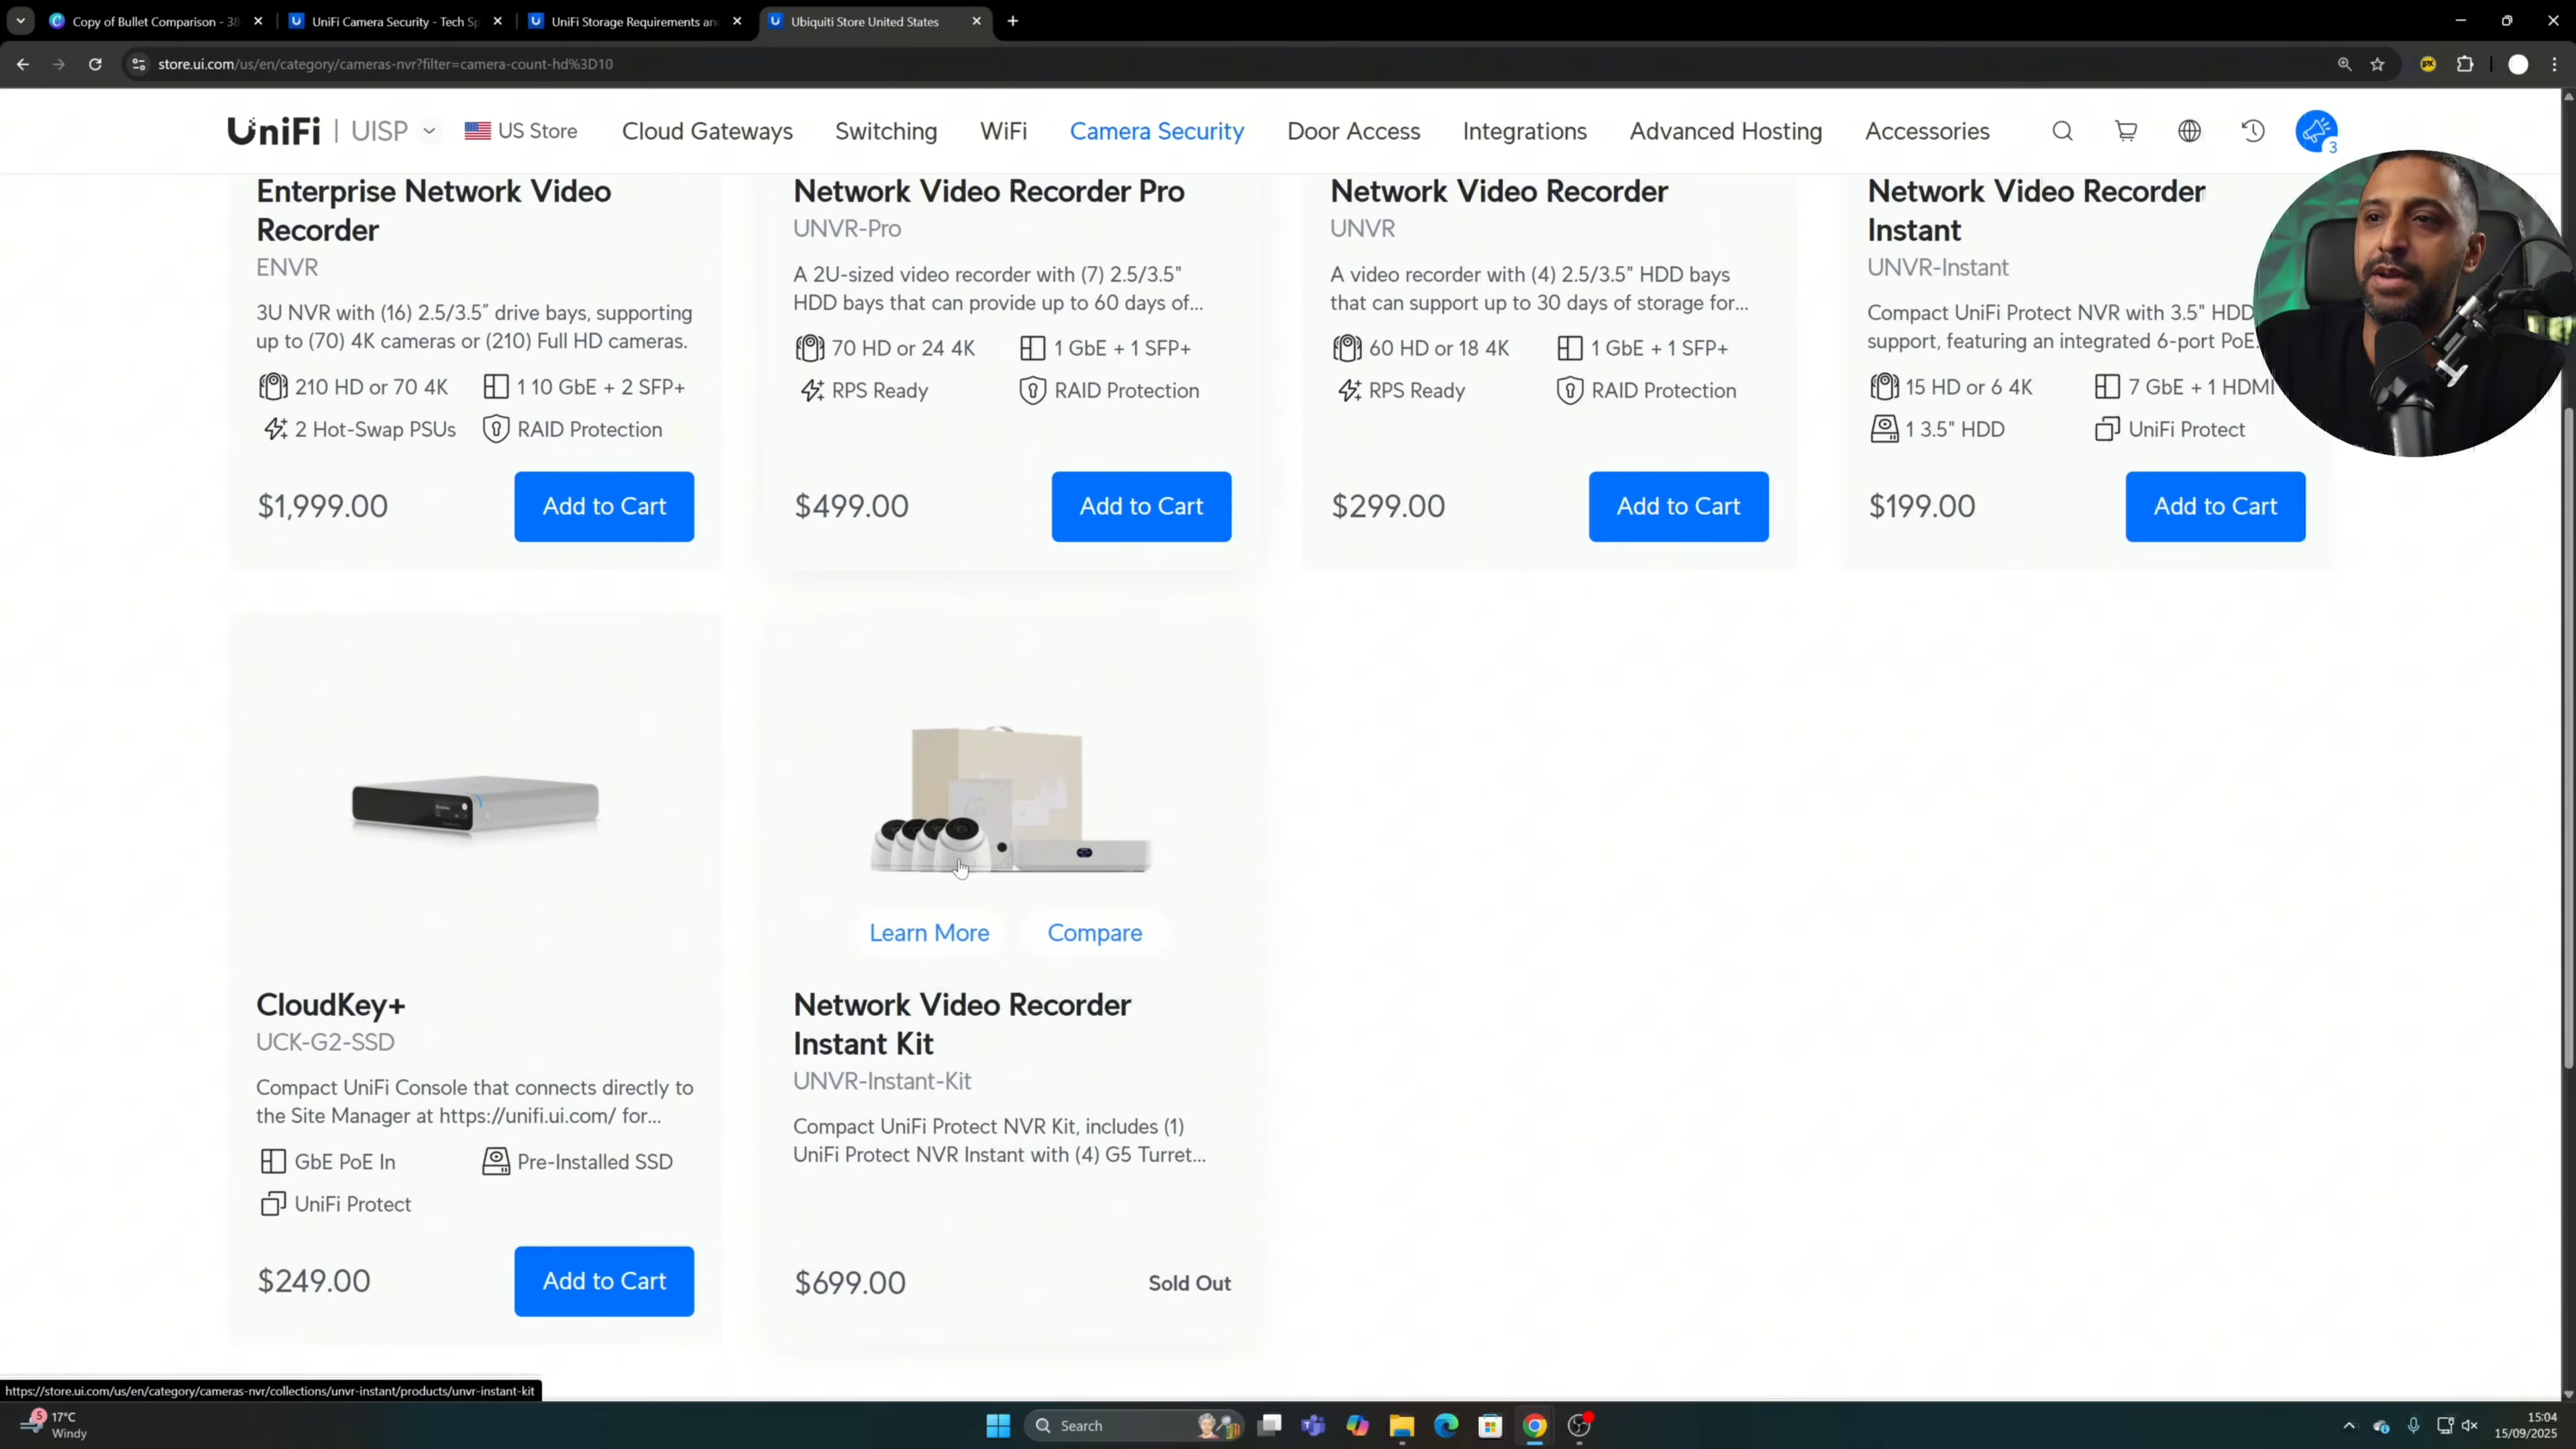 Copy of Bullet Comparison - 38
UniFi Camera Security - Tech Sp
UniFi Storage Requirements an
Ubiquiti Store United States
store.ui.com/us/en/category/cameras-nvr?filter=camera-count-hd%3D10
UniFi | UISP
US Store
Cloud Gateways
Switching
WiFi
Camera Security
Door Access
Integrations
Advanced Hosting
Accessories
3
Enterprise Network Video
Recorder
ENVR
3U NVR with (16) 2.5/3.5" drive bays, supporting
up to (70) 4K cameras or (210) Full HD cameras.
210 HD or 70 4K
1 10 GbE + 2 SFP+
2 Hot-Swap PSUs
RAID Protection
$1,999.00
Add to Cart
Network Video Recorder Pro
UNVR-Pro
A 2U-sized video recorder with (7) 2.5/3.5"
HDD bays that can provide up to 60 days of...
70 HD or 24 4K
1 GbE + 1 SFP+
RPS Ready
RAID Protection
$499.00
Add to Cart
Network Video Recorder
UNVR
A video recorder with (4) 2.5/3.5" HDD bays
that can support up to 30 days of storage for...
60 HD or 18 4K
1 GbE + 1 SFP+
RPS Ready
RAID Protection
$299.00
Add to Cart
Network Video Recorder
Instant
UNVR-Instant
Compact UniFi Protect NVR with 3.5" HDD
support, featuring an integrated 6-port PoE
15 HD or 6 4K
7 GbE + 1 HDMI
1 3.5" HDD
UniFi Protect
$199.00
Add to Cart
CloudKey+
UCK-G2-SSD
Compact UniFi Console that connects directly to
the Site Manager at https://unifi.ui.com/ for...
GbE PoE In
Pre-Installed SSD
UniFi Protect
$249.00
Add to Cart
Learn More
Compare
Network Video Recorder
Instant Kit
UNVR-Instant-Kit
Compact UniFi Protect NVR Kit, includes (1)
UniFi Protect NVR Instant with (4) G5 Turret...
$699.00
Sold Out
https://store.ui.com/us/en/category/cameras-nvr/collections/unvr-instant/products/unvr-instant-kit
5
17°C
Windy
Search
15:04
15/09/2025